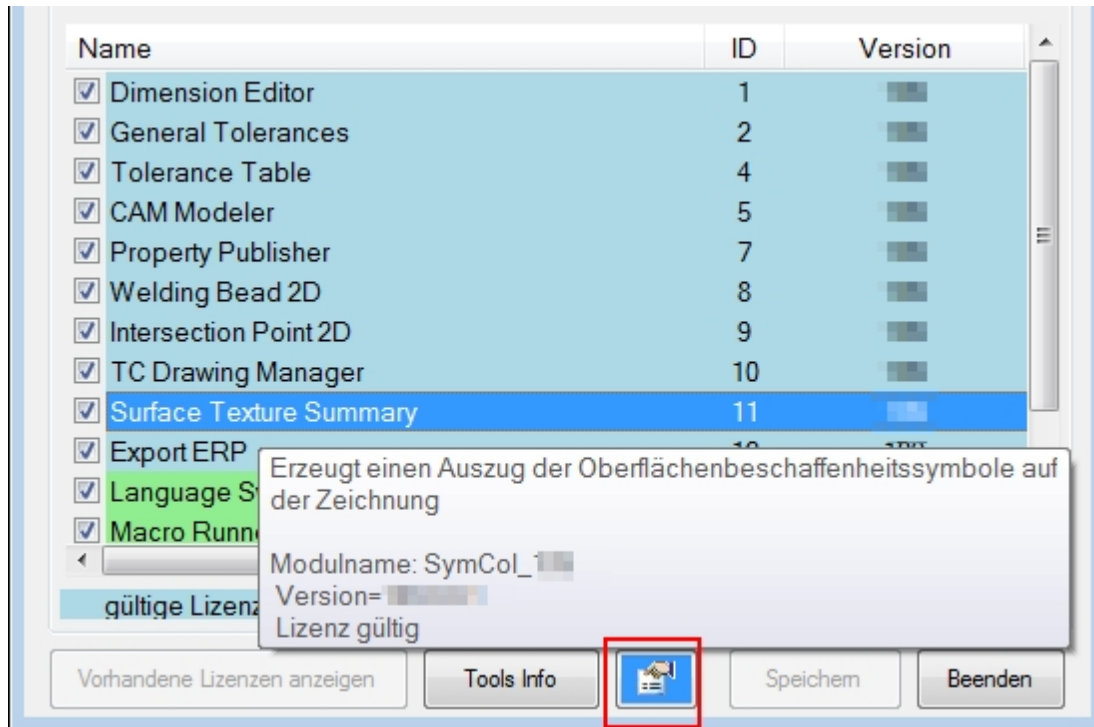 Name ID Version
Dimension Editor 1
General Tolerances 2
Tolerance Table 4
CAM Modeler 5
Property Publisher 7
Welding Bead 2D 8
Intersection Point 2D 9
TC Drawing Manager 10
Surface Texture Summary 11
Export ERP
Language
Macro
Erzeugt einen Auszug der Oberflächenbeschaffenheitssymbole auf
der Zeichnung
Modulname: SymCol_
Version=
Lizenz gültig
gültige Lizenz
Vorhandene Lizenzen anzeigen Tools Info Speichern Beenden